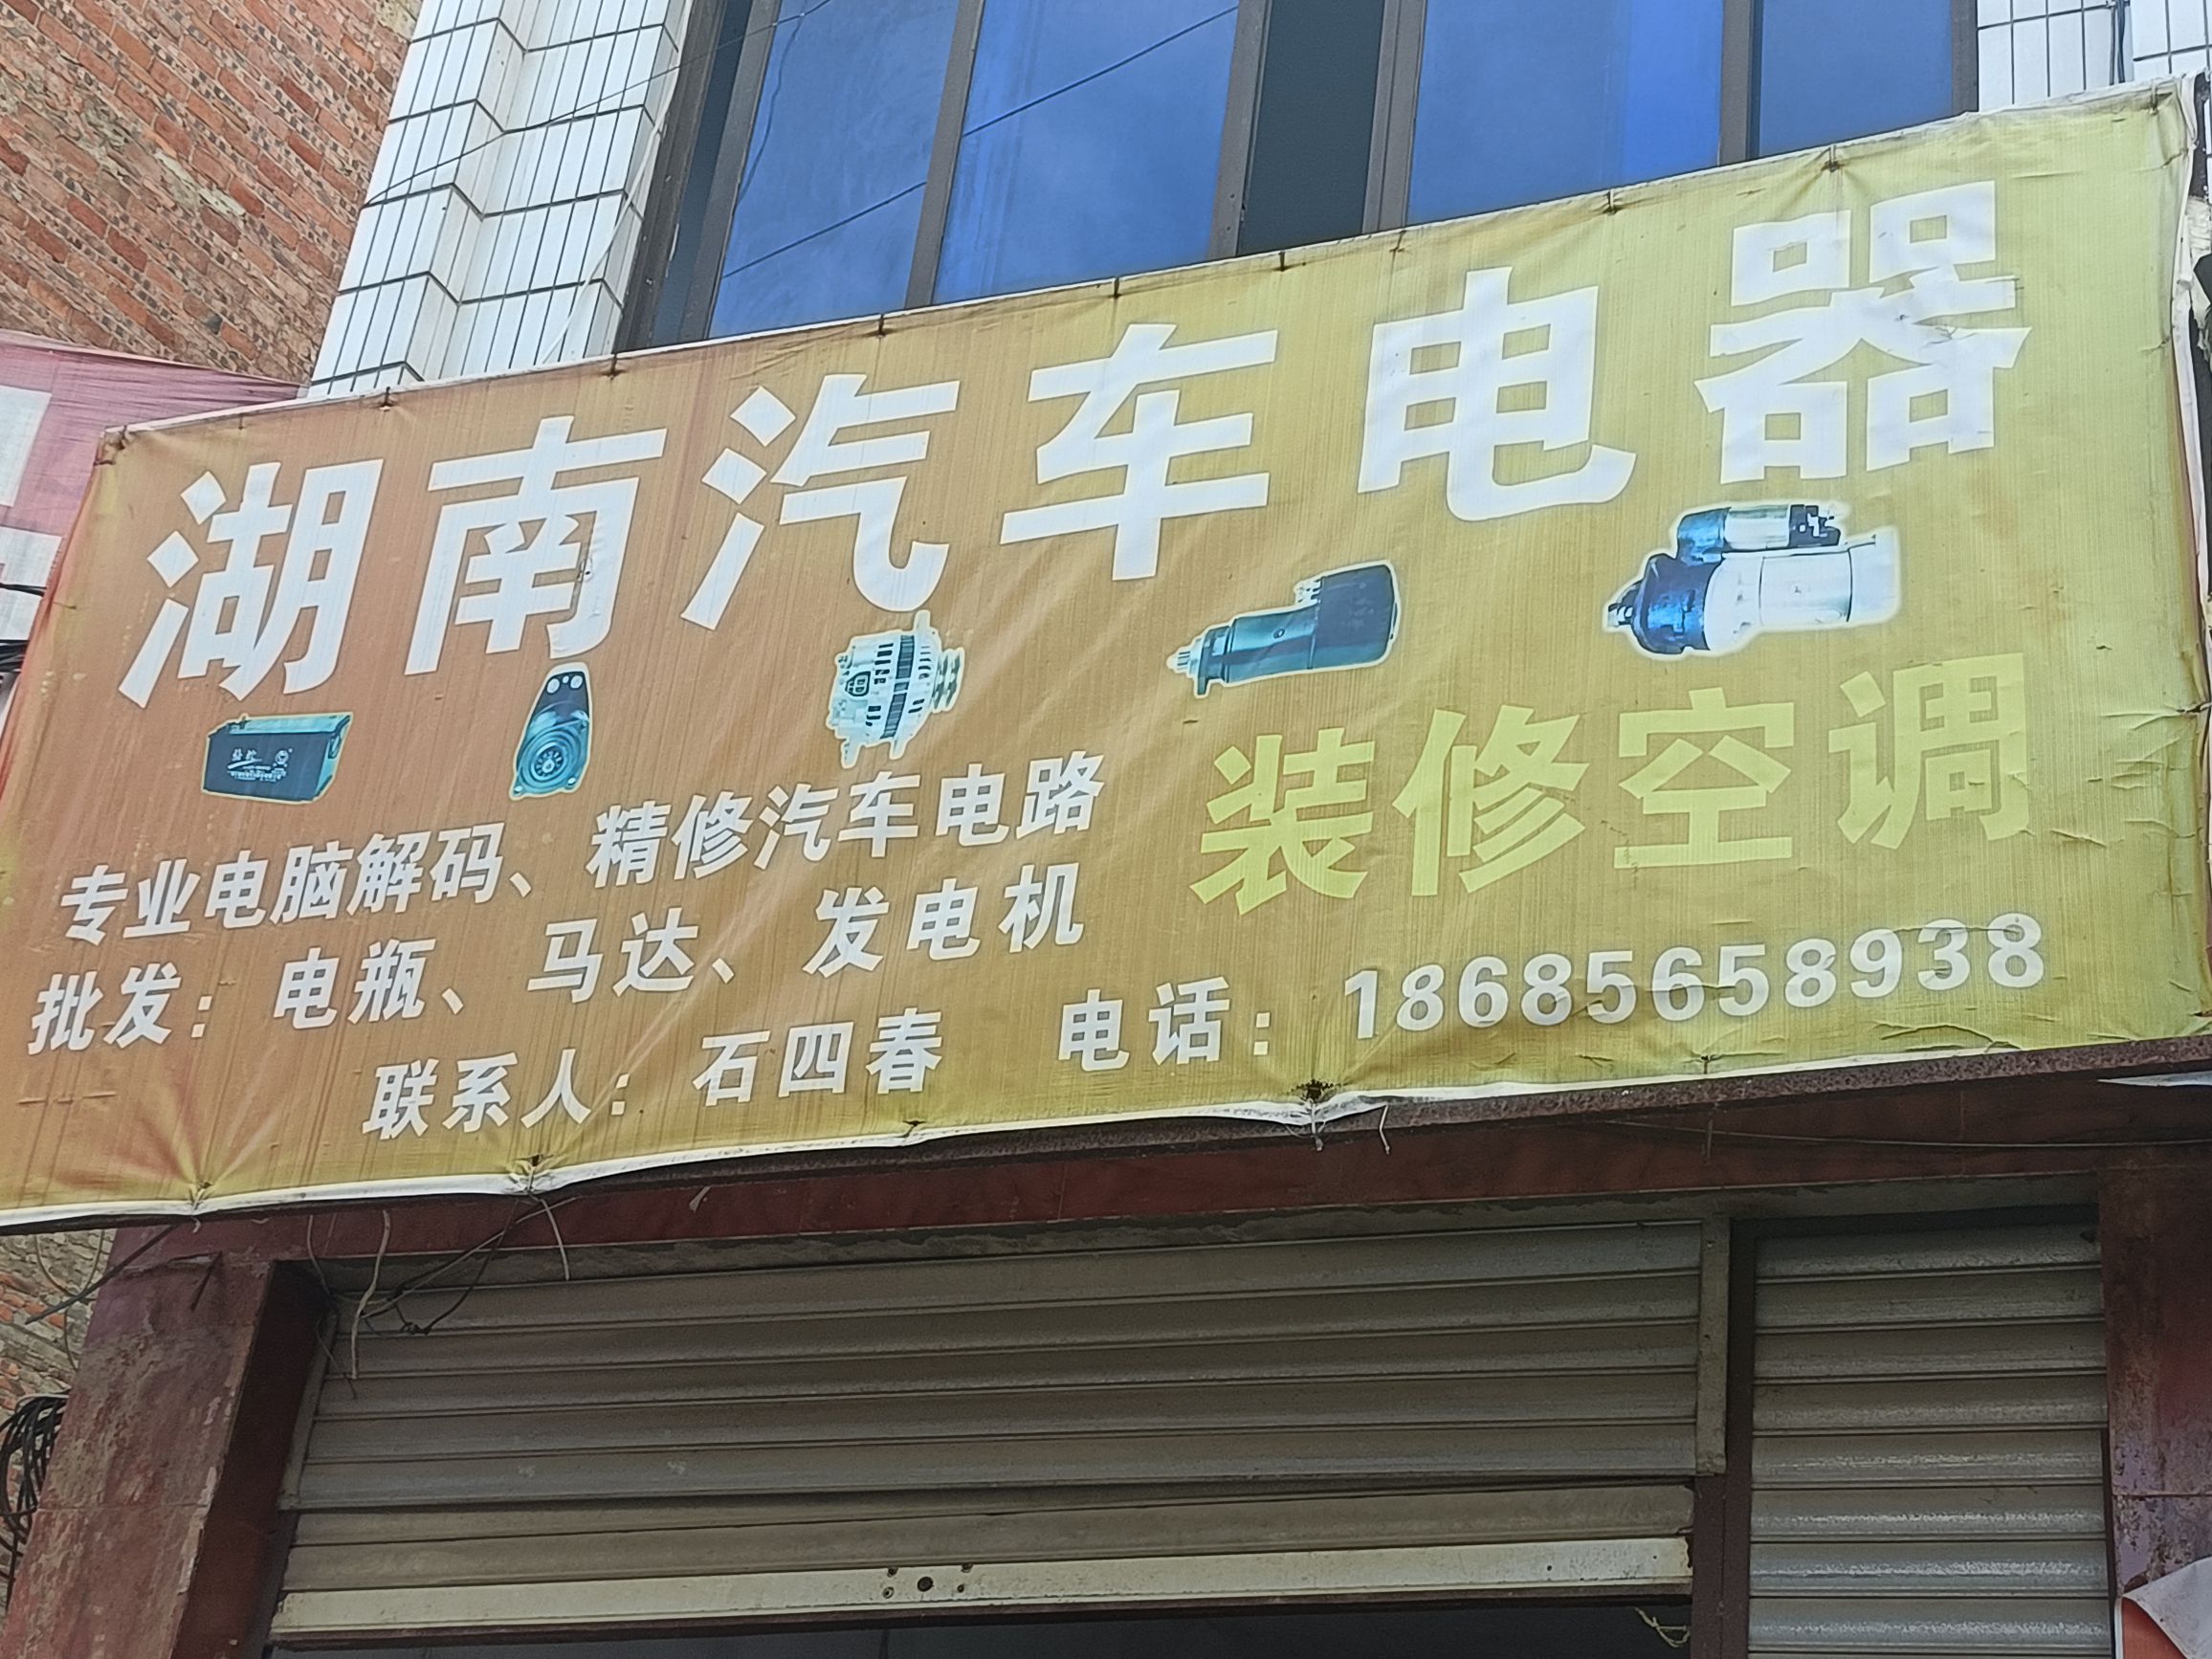 湖南汽车电器
专业电脑解码、精修汽车电路
批发：电瓶、马达、发电机
装修空调
联系人：石四春 电话：18685658938